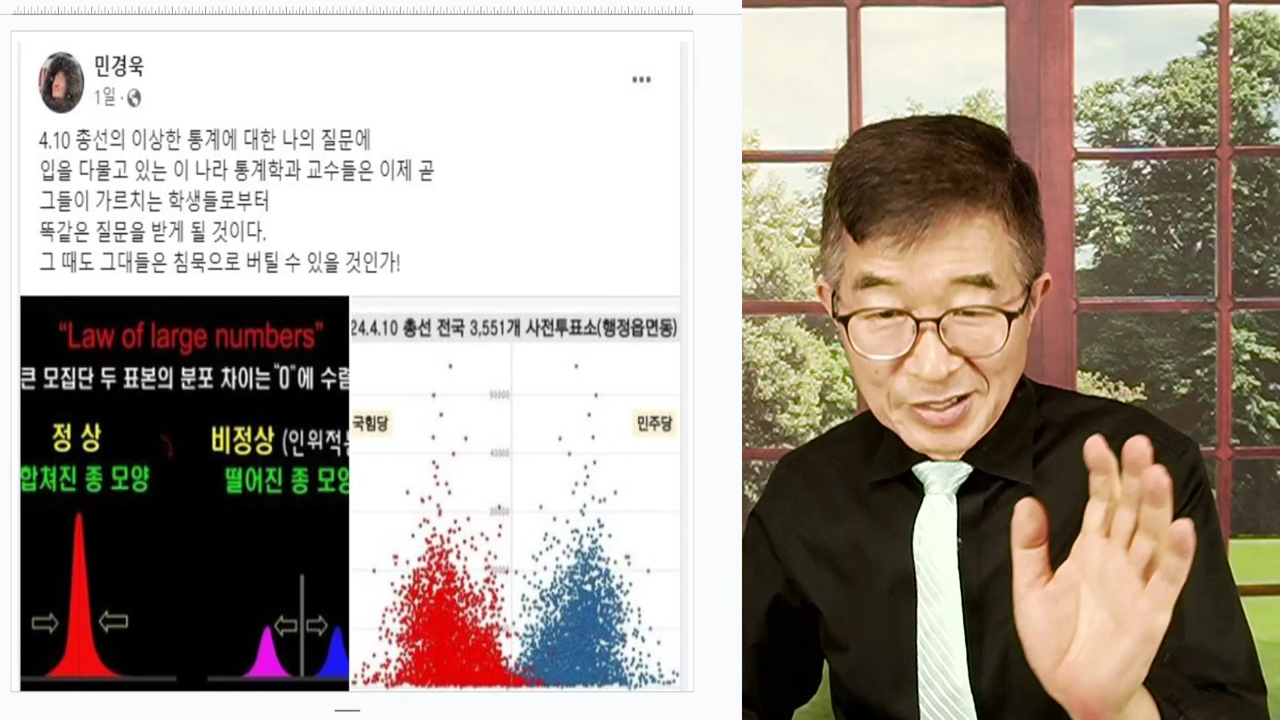 민경욱
1일 ·
4.10 총선의 이상한 통계에 대한 나의 질문에
입을 다물고 있는 이 나라 통계학과 교수들은 이제 곧
그들이 가르치는 학생들로부터
똑같은 질문을 받게 될 것이다.
그 때도 그대들은 침묵으로 버틸 수 있을 것인가!
“Law of large numbers”
큰 모집단 두 표본의 분포 차이는 "0"에 수렴
정 상
비정상 (인위적
합쳐진 종 모양
떨어진 종 모양
24.4.10 총선 전국 3,551개 사전투표소(행정읍면동)
국힘당
민주당